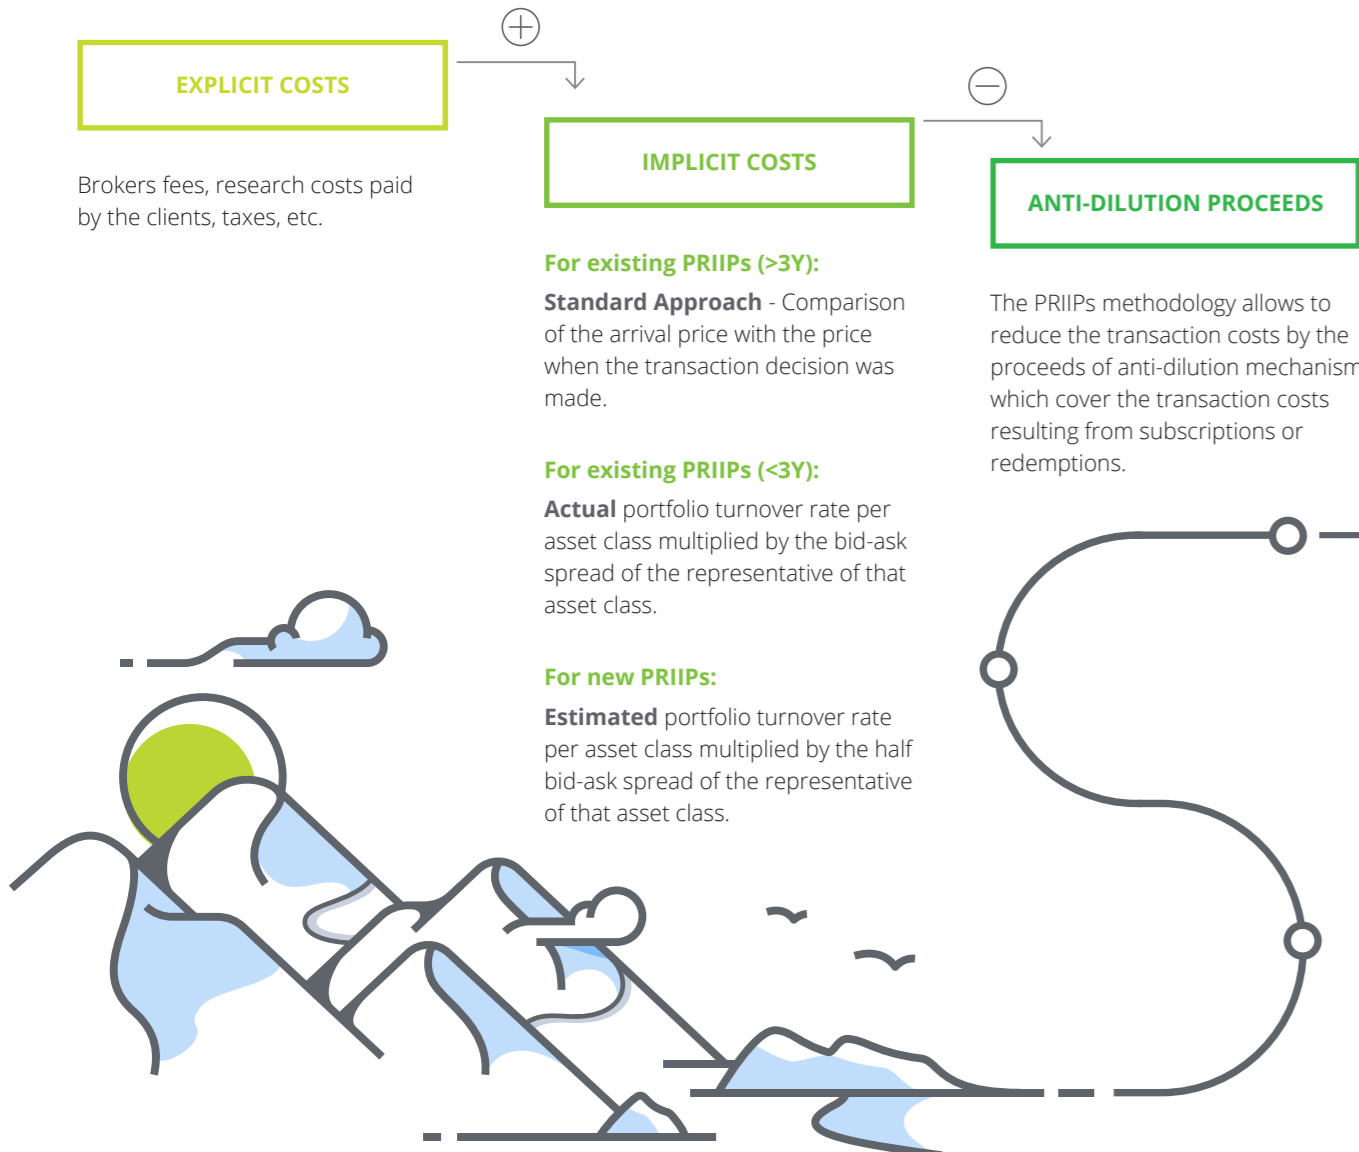 EXPLICIT COSTS
Brokers fees, research costs paid
by the clients, taxes, etc.
IMPLICIT COSTS
For existing PRIIPs (>3Y):
Standard Approach - Comparison
of the arrival price with the price
when the transaction decision was
made.
For existing PRIIPs (<3Y):
Actual portfolio turnover rate per
asset class multiplied by the bid-ask
spread of the representative of that
asset class.
For new PRIIPs:
Estimated portfolio turnover rate
per asset class multiplied by the half
bid-ask spread of the representative
of that asset class.
ANTI-DILUTION PROCEEDS
The PRIIPs methodology allows to
reduce the transaction costs by the
proceeds of anti-dilution mechanism
which cover the transaction costs
resulting from subscriptions or
redemptions.